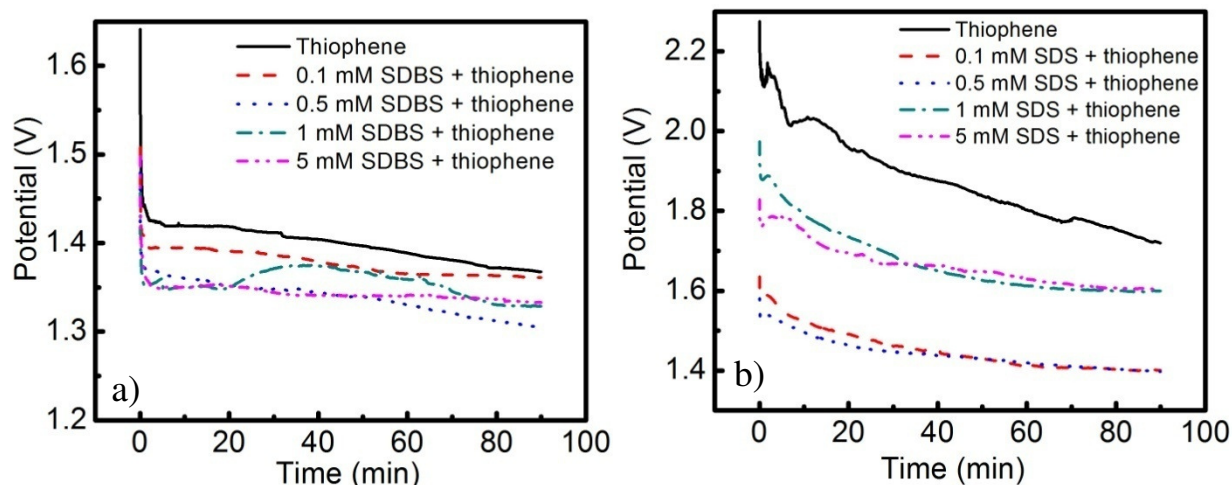 Thiophene
0.1 mM SDBS + thiophene
0.5 mM SDBS + thiophene
1 mM SDBS + thiophene
5 mM SDBS + thiophene
Potential (V)
1.6
1.5
1.4
1.3
1.2
a)
0 20 40 60 80 100
Time (min)
Thiophene
0.1 mM SDS + thiophene
0.5 mM SDS + thiophene
1 mM SDS + thiophene
5 mM SDS + thiophene
Potential (V)
2.2
2.0
1.8
1.6
1.4
b)
0 20 40 60 80 100
Time (min)